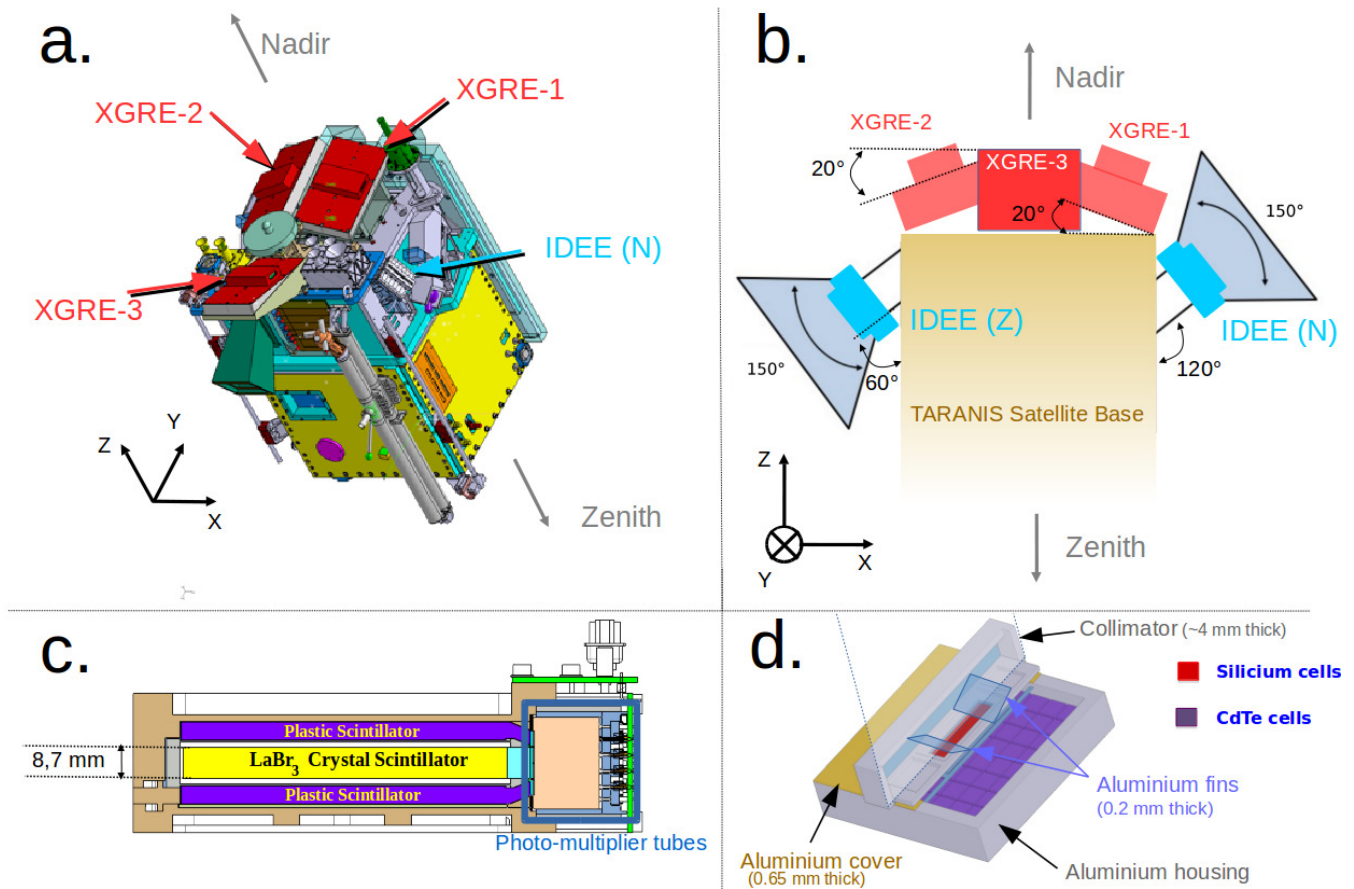 a.
Nadir
XGRE-2
XGRE-1
IDEE (N)
XGRE-3
Z
Y
X
Zenith
b.
Nadir
XGRE-2
XGRE-1
XGRE-3
20°
20°
150°
IDEE (Z)
IDEE (N)
150°
60°
120°
TARANIS Satellite Base
Z
Y
X
Zenith
c.
Plastic Scintillator
8,7 mm
LaBr3 Crystal Scintillator
Plastic Scintillator
Photo-multiplier tubes
d.
Collimator (~4 mm thick)
Silicium cells
CdTe cells
Aluminium fins
(0.2 mm thick)
Aluminium cover
(0.65 mm thick)
Aluminium housing